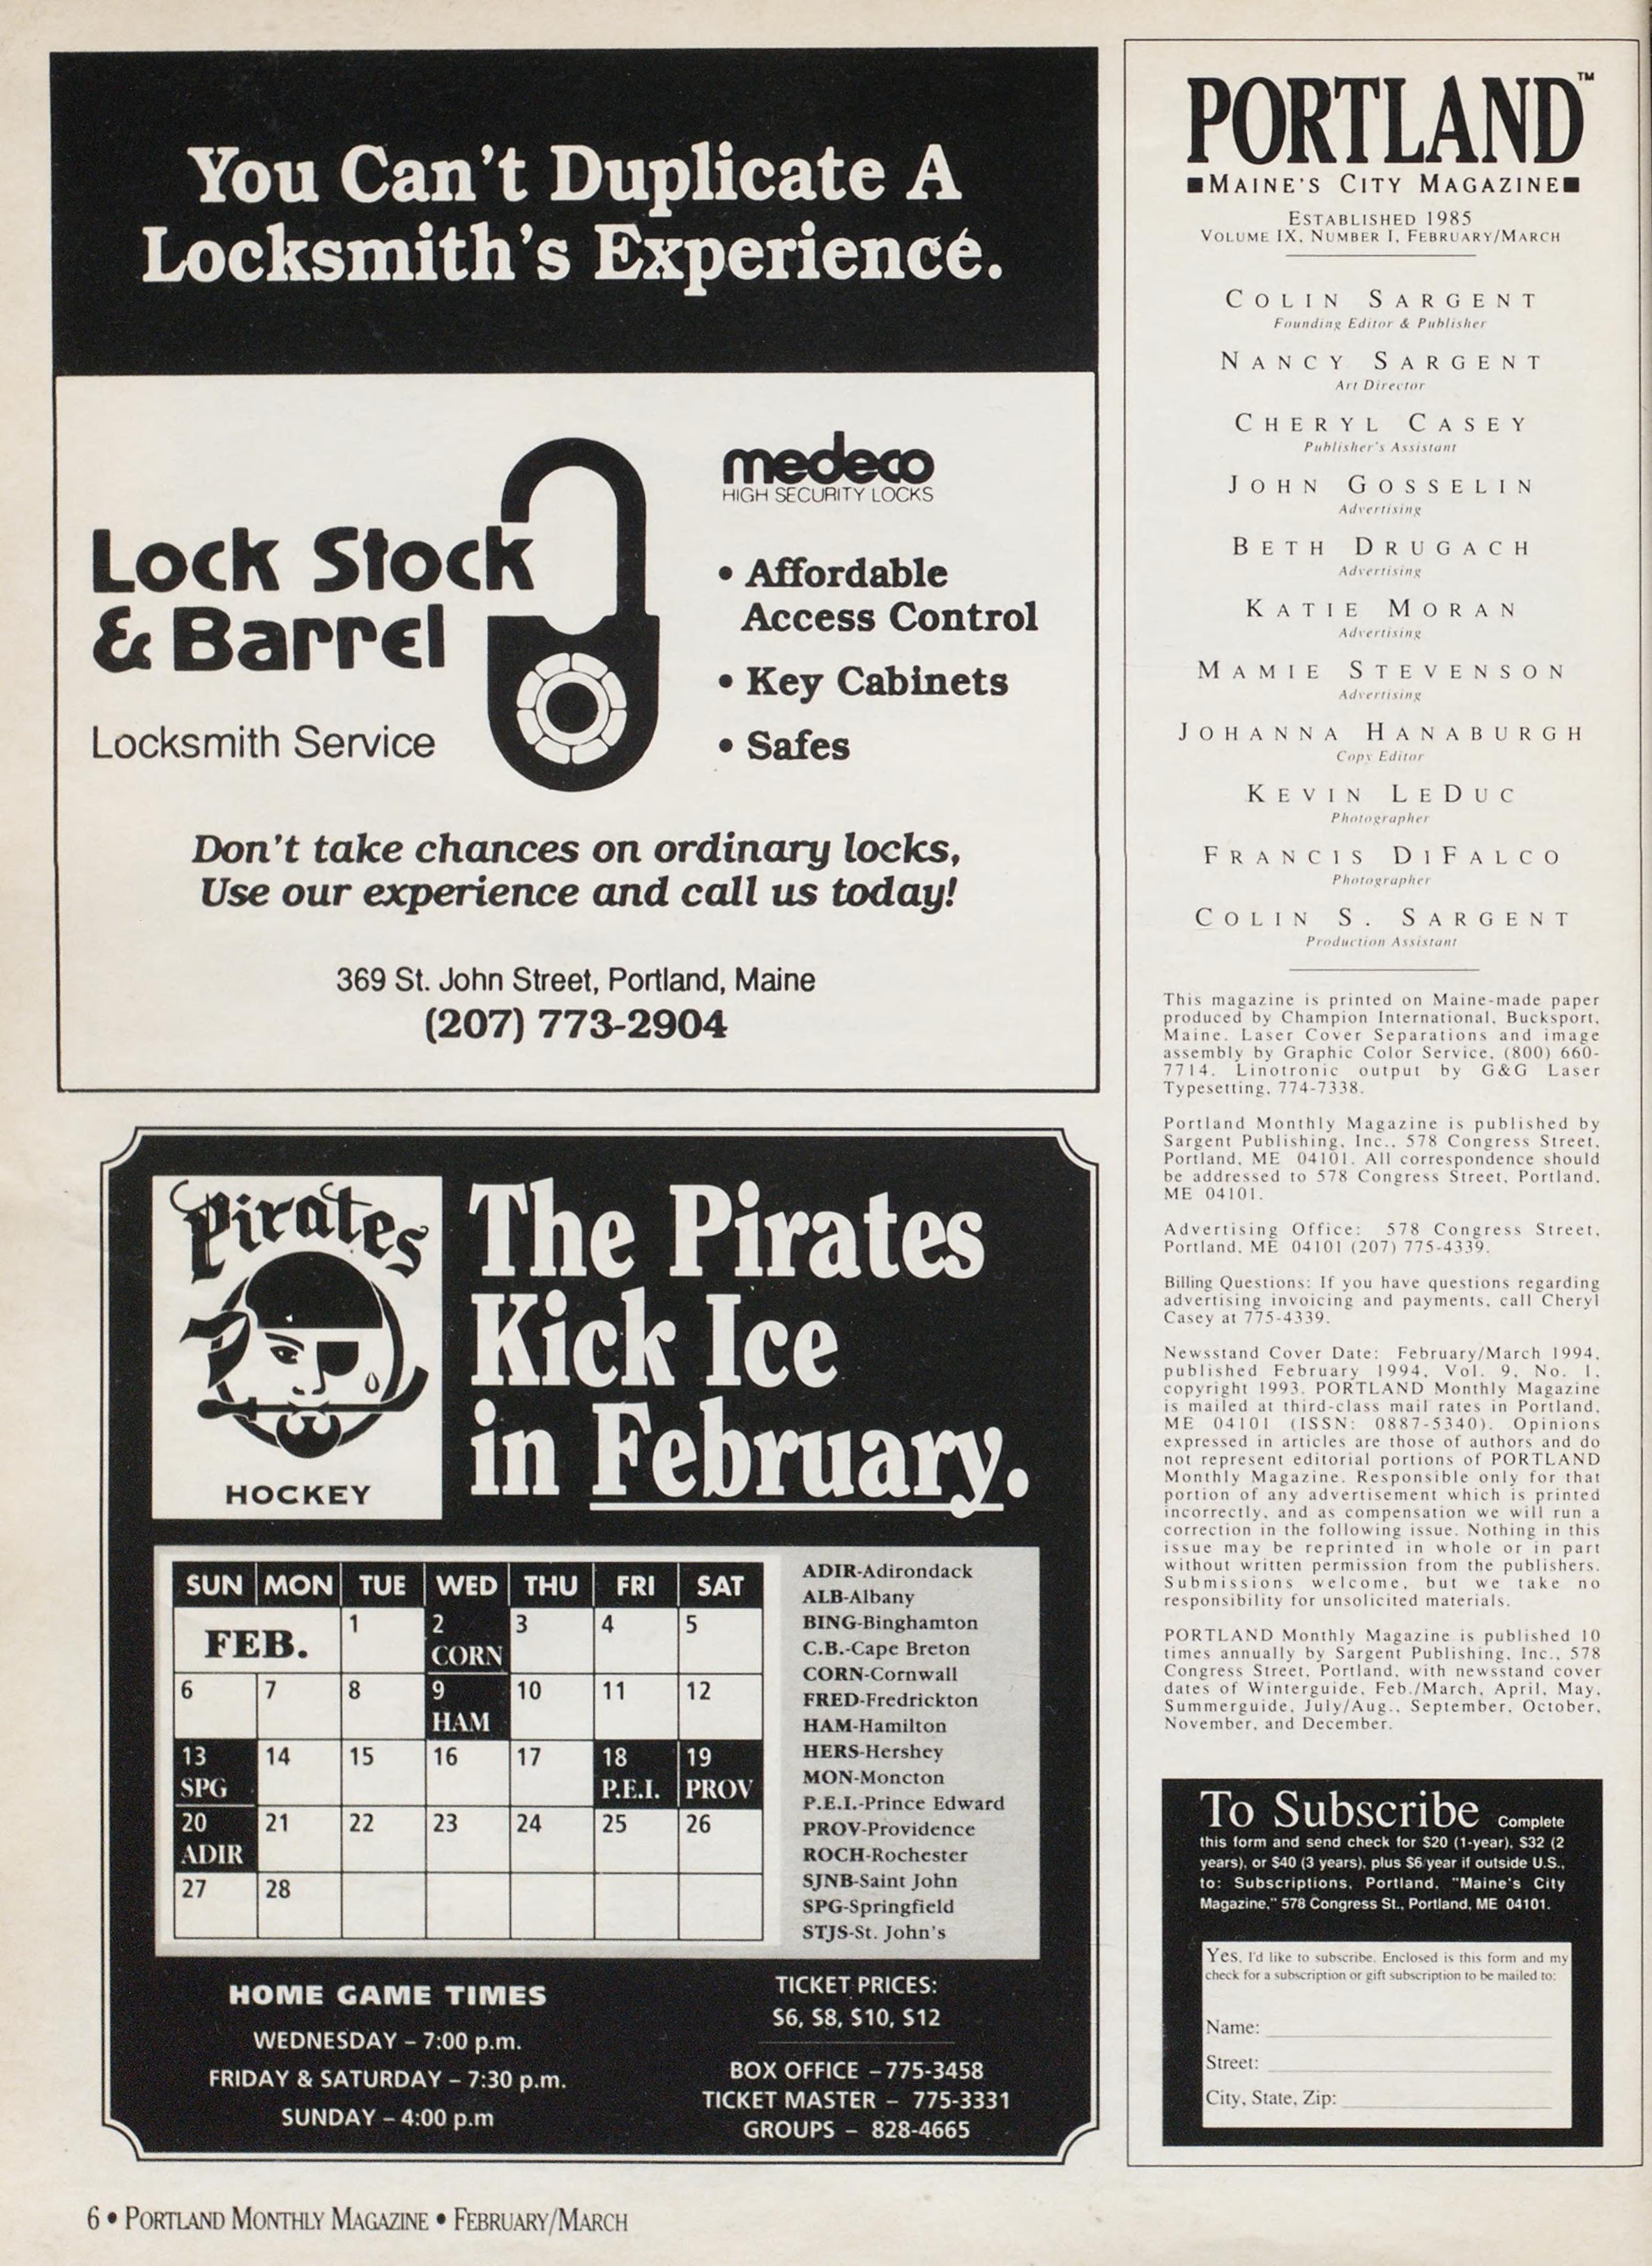 You Can't Duplicate A
Locksmith's Experience.
Lock Stock
& Barrel
Locksmith Service
medeco
HIGH SECURITY LOCKS
• Affordable
Access Control
• Key Cabinets
• Safes
Don't take chances on ordinary locks,
Use our experience and call us today!
369 St. John Street, Portland, Maine
(207) 773-2904
Pirates
HOCKEY
The Pirates
Kick Ice
in February.
SUN MON TUE WED THU FRI SAT
FEB. 1 2 3 4 5
CORN
6 7 8 9 10 11 12
HAM
13 14 15 16 17 18 19
SPG P.E.I. PROV
20 21 22 23 24 25 26
ADIR
27 28
ADIR-Adirondack
ALB-Albany
BING-Binghamton
C.B.-Cape Breton
CORN-Cornwall
FRED-Fredrickton
HAM-Hamilton
HERS-Hershey
MON-Moncton
P.E.I.-Prince Edward
PROV-Providence
ROCH-Rochester
SJNB-Saint John
SPG-Springfield
STJS-St. John's
HOME GAME TIMES
WEDNESDAY – 7:00 p.m.
FRIDAY & SATURDAY – 7:30 p.m.
SUNDAY – 4:00 p.m
TICKET PRICES:
$6, $8, $10, $12
BOX OFFICE – 775-3458
TICKET MASTER – 775-3331
GROUPS – 828-4665
PORTLAND™
■MAINE'S CITY MAGAZINE■
ESTABLISHED 1985
VOLUME IX, NUMBER I, FEBRUARY/MARCH
COLIN SARGENT
Founding Editor & Publisher
NANCY SARGENT
Art Director
CHERYL CASEY
Publisher's Assistant
JOHN GOSSELIN
Advertising
BETH DRUGACH
Advertising
KATIE MORAN
Advertising
MAMIE STEVENSON
Advertising
JOHANNA HANABURGH
Copy Editor
KEVIN LEDUC
Photographer
FRANCIS DIFALCO
Photographer
COLIN S. SARGENT
Production Assistant
This magazine is printed on Maine-made paper
produced by Champion International, Bucksport,
Maine. Laser Cover Separations and image
assembly by Graphic Color Service, (800) 660-
7714. Linotronic output by G&G Laser
Typesetting, 774-7338.
Portland Monthly Magazine is published by
Sargent Publishing, Inc., 578 Congress Street,
Portland, ME 04101. All correspondence should
be addressed to 578 Congress Street, Portland,
ME 04101.
Advertising Office: 578 Congress Street,
Portland, ME 04101 (207) 775-4339.
Billing Questions: If you have questions regarding
advertising invoicing and payments, call Cheryl
Casey at 775-4339.
Newsstand Cover Date: February/March 1994,
published February 1994, Vol. 9, No. 1,
copyright 1993. PORTLAND Monthly Magazine
is mailed at third-class mail rates in Portland,
ME 04101 (ISSN: 0887-5340). Opinions
expressed in articles are those of authors and do
not represent editorial portions of PORTLAND
Monthly Magazine. Responsible only for that
portion of any advertisement which is printed
incorrectly, and as compensation we will run a
correction in the following issue. Nothing in this
issue may be reprinted in whole or in part
without written permission from the publishers.
Submissions welcome, but we take no
responsibility for unsolicited materials.
PORTLAND Monthly Magazine is published 10
times annually by Sargent Publishing, Inc., 578
Congress Street, Portland, with newsstand cover
dates of Winterguide, Feb./March, April, May,
Summerguide, July/Aug., September, October,
November, and December.
To Subscribe Complete
this form and send check for $20 (1-year), $32 (2
years), or $40 (3 years), plus $6/year if outside U.S.,
to: Subscriptions, Portland, "Maine's City
Magazine," 578 Congress St., Portland, ME 04101.
Yes, I'd like to subscribe. Enclosed is this form and my
check for a subscription or gift subscription to be mailed to:
Name:
Street:
City, State, Zip:
6 • PORTLAND MONTHLY MAGAZINE • FEBRUARY/MARCH